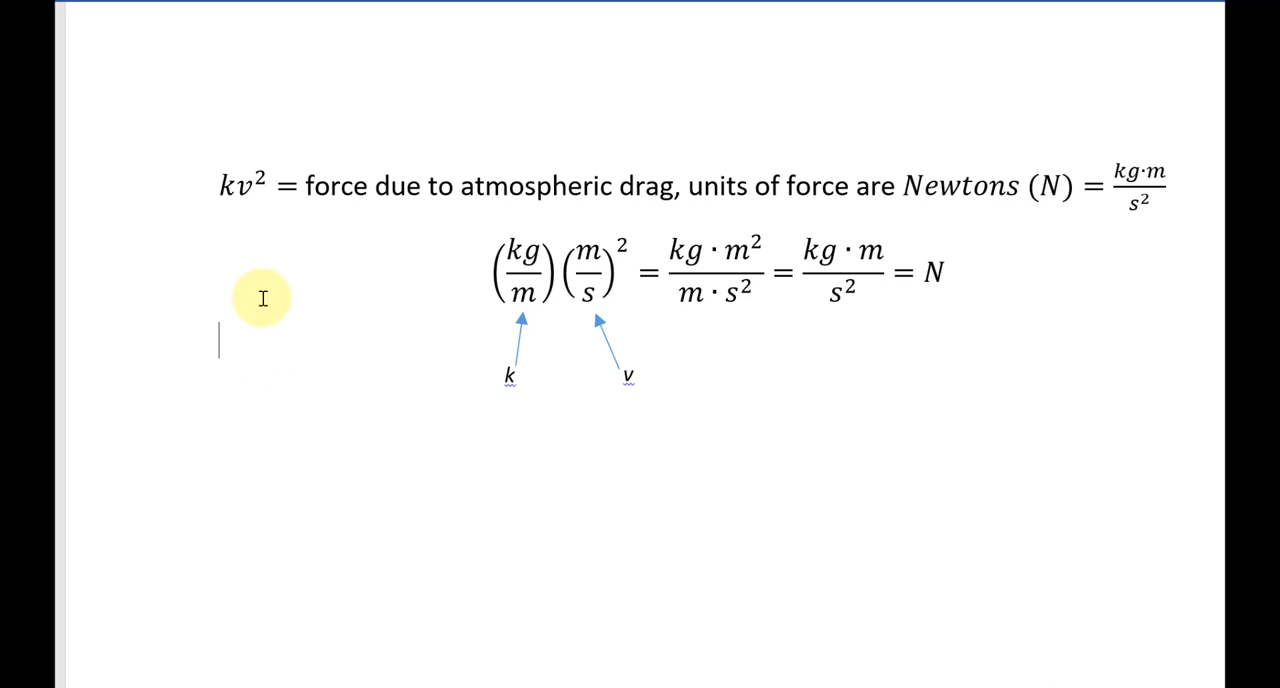 kv² = force due to atmospheric drag, units of force are Newtons (N) = kg·m/s²
(kg/m)(m/s)² = kg·m²/m·s² = kg·m/s² = N
k v